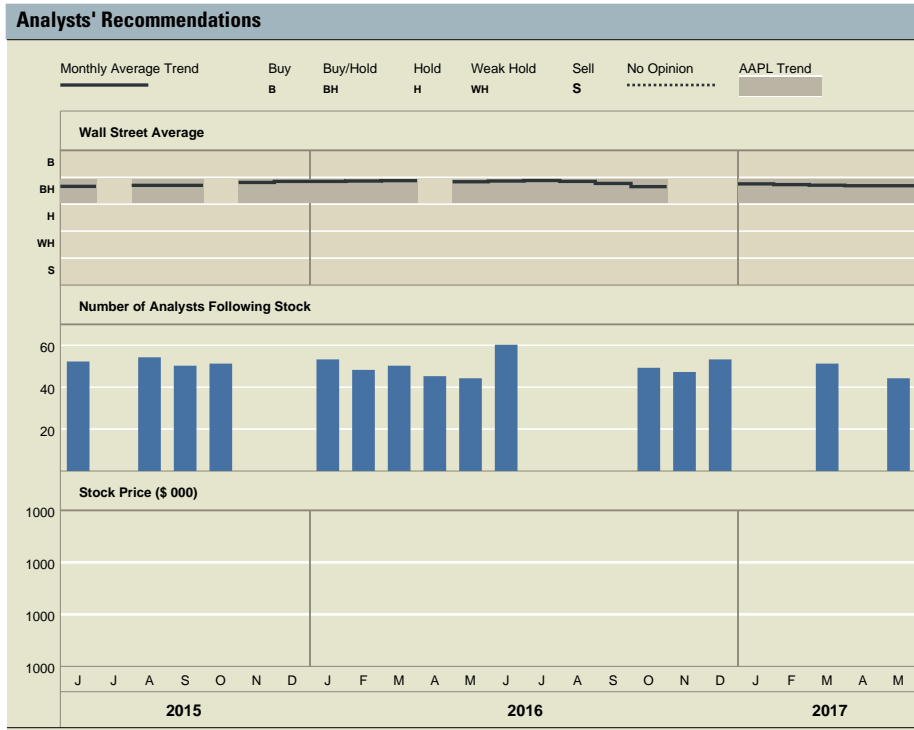 Analysts' Recommendations
Monthly Average Trend Buy Buy/Hold Hold Weak Hold Sell No Opinion AAPL Trend
B BH H WH S
Wall Street Average
B
BH
H
WH
S
Number of Analysts Following Stock
60
40
20
Stock Price ($ 000)
1000
1000
1000
1000
J J A S O N D J F M A M J J A S O N D J F M A M
2015 2016 2017